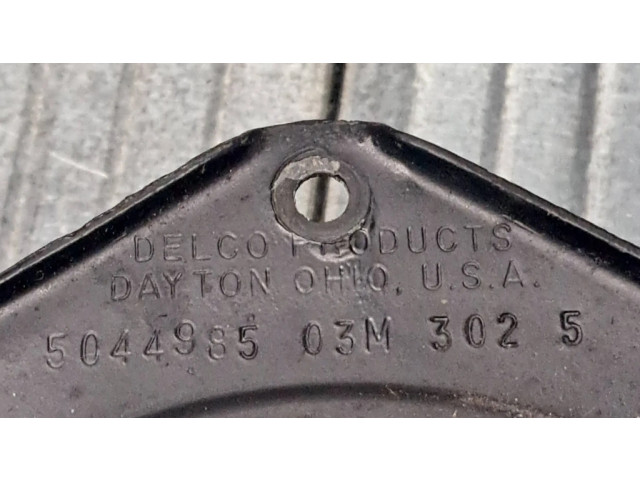 DELCO PRODUCTS
DAYTON OHIO, U.S.A.
5044985 03M 302 5